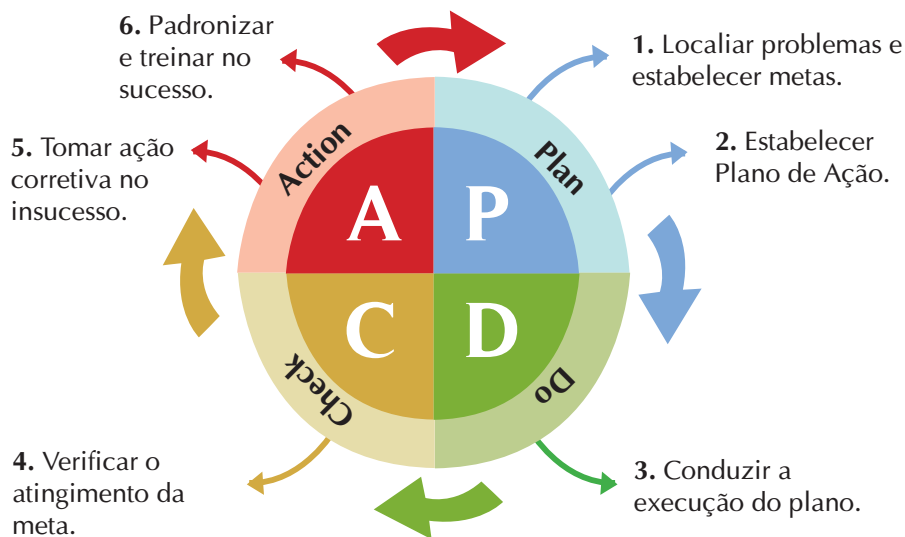 6. Padronizar
e treinar no
sucesso.
1. Localiar problemas e
estabelecer metas.
5. Tomar ação
corretiva no
insucesso.
2. Estabelecer
Plano de Ação.
Action
Plan
A
P
C
D
Check
Do
4. Verificar o
atingimento da
meta.
3. Conduzir a
execução do plano.